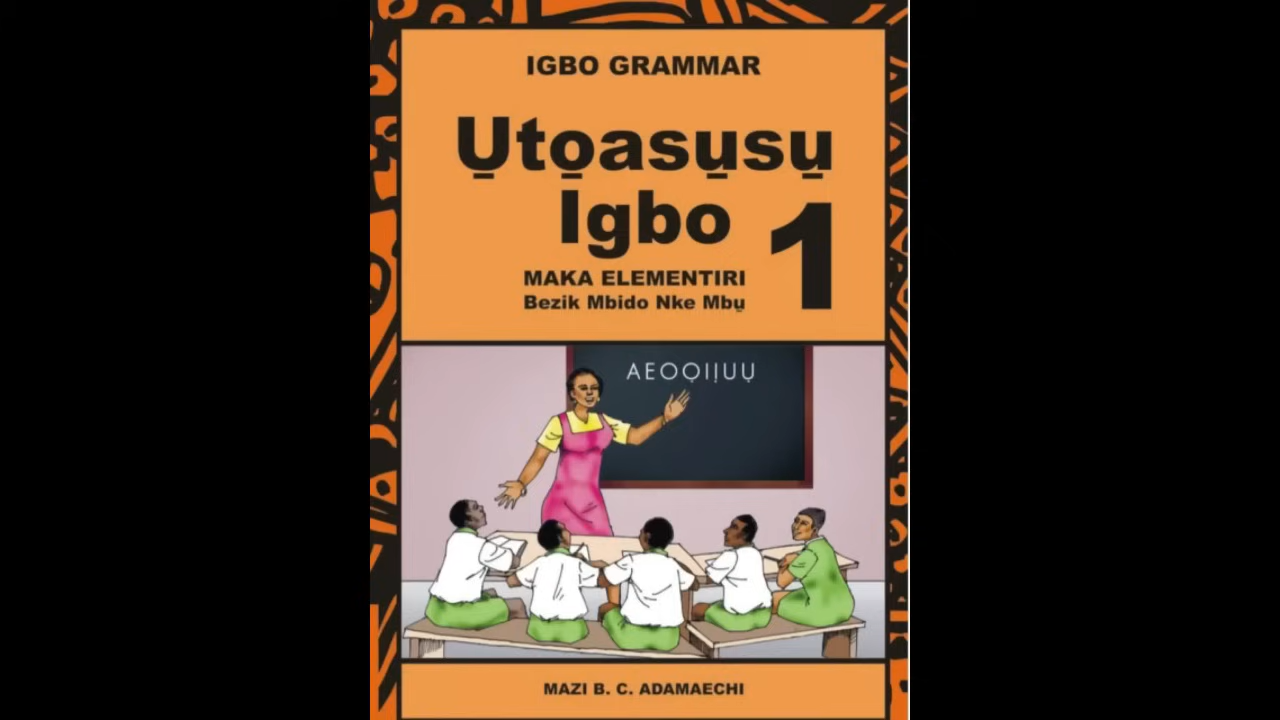 IGBO GRAMMAR
Ụtọasụsụ
Igbo 1
MAKA ELEMENTIRI
Bezik Mbido Nke Mbụ
AEOỌIỊUỤ
MAZI B. C. ADAMAECHI